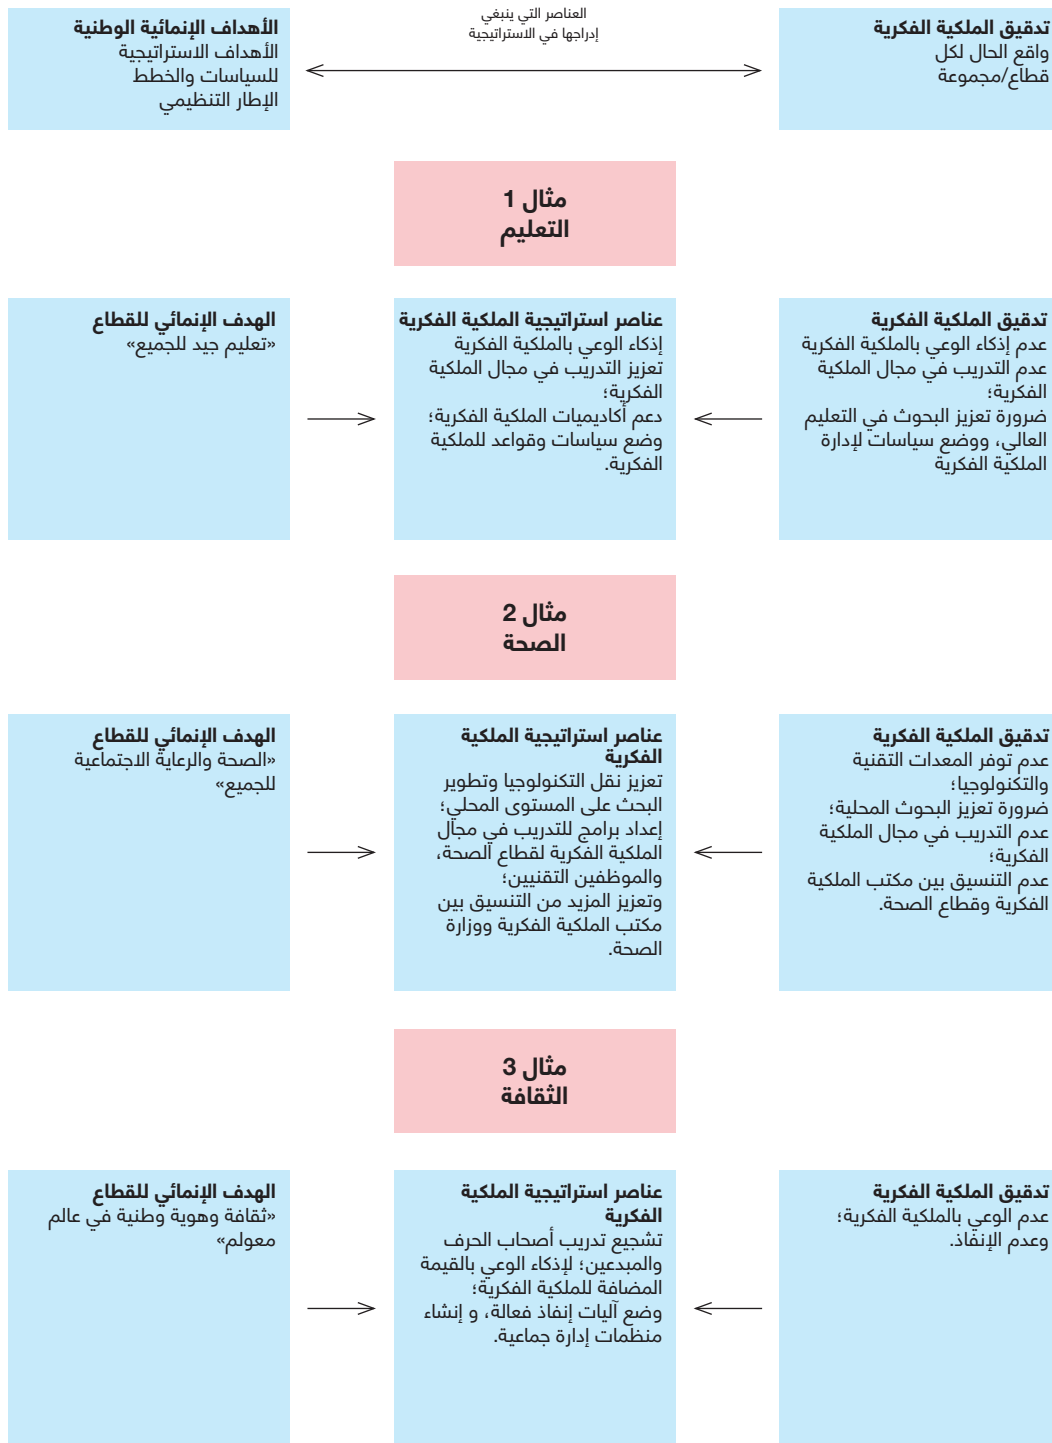 تدقيق الملكية الفكرية
واقع الحال لكل
قطاع/مجموعة
العناصر التي ينبغي
إدراجها في الاستراتيجية
الأهداف الإنمائية الوطنية
الأهداف الاستراتيجية
للسياسات والخطط
الإطار التنظيمي
مثال 1
التعليم
تدقيق الملكية الفكرية
عدم إذكاء الوعي بالملكية الفكرية
عدم التدريب في مجال الملكية
الفكرية؛
ضرورة تعزيز البحوث في التعليم
العالي، ووضع سياسات لإدارة
الملكية الفكرية
عناصر استراتيجية الملكية الفكرية
إذكاء الوعي بالملكية الفكرية
تعزيز التدريب في مجال الملكية
الفكرية؛
دعم أكاديميات الملكية الفكرية؛
وضع سياسات وقواعد للملكية
الفكرية.
الهدف الإنمائي للقطاع
«تعليم جيد للجميع»
مثال 2
الصحة
تدقيق الملكية الفكرية
عدم توفر المعدات التقنية
والتكنولوجيا؛
ضرورة تعزيز البحوث المحلية؛
عدم التدريب في مجال الملكية
الفكرية؛
عدم التنسيق بين مكتب الملكية
الفكرية وقطاع الصحة.
عناصر استراتيجية الملكية
الفكرية
تعزيز نقل التكنولوجيا وتطوير
البحث على المستوى المحلي؛
إعداد برامج للتدريب في مجال
الملكية الفكرية لقطاع الصحة،
والموظفين التقنيين؛
وتعزيز المزيد من التنسيق بين
مكتب الملكية الفكرية ووزارة
الصحة.
الهدف الإنمائي للقطاع
«الصحة والرعاية الاجتماعية
للجميع»
مثال 3
الثقافة
تدقيق الملكية الفكرية
عدم الوعي بالملكية الفكرية؛
وعدم الإنفاذ.
عناصر استراتيجية الملكية
الفكرية
تشجيع تدريب أصحاب الحرف
والمبدعين؛ لإذكاء الوعي بالقيمة
المضافة للملكية الفكرية؛
وضع آليات إنفاذ فعالة، و إنشاء
منظمات إدارة جماعية.
الهدف الإنمائي للقطاع
«ثقافة وهوية وطنية في عالم
معولم»